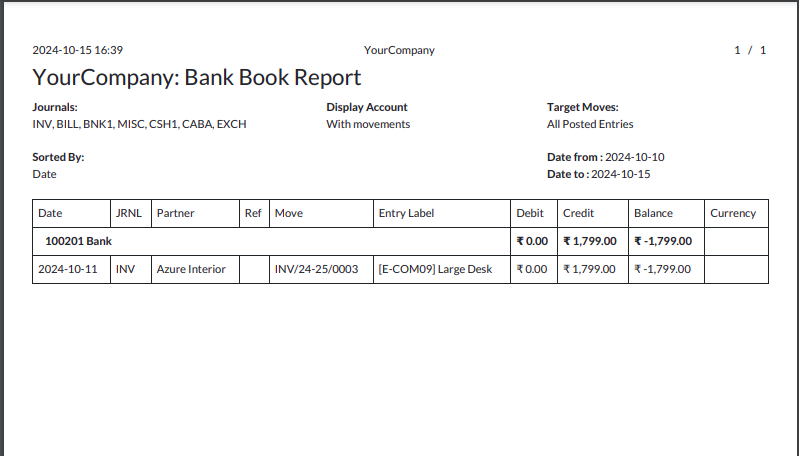 2024-10-15 16:39 YourCompany 1 / 1
YourCompany: Bank Book Report
Journals: Display Account Target Moves:
INV, BILL, BNK1, MISC, CSH1, CABA, EXCH With movements All Posted Entries
Sorted By: Date from : 2024-10-10
Date Date to : 2024-10-15
Date JRNL Partner Ref Move Entry Label Debit Credit Balance Currency
100201 Bank ₹ 0.00 ₹ 1,799.00 ₹ -1,799.00
2024-10-11 INV Azure Interior INV/24-25/0003 [E-COM09] Large Desk ₹ 0.00 ₹ 1,799.00 ₹ -1,799.00